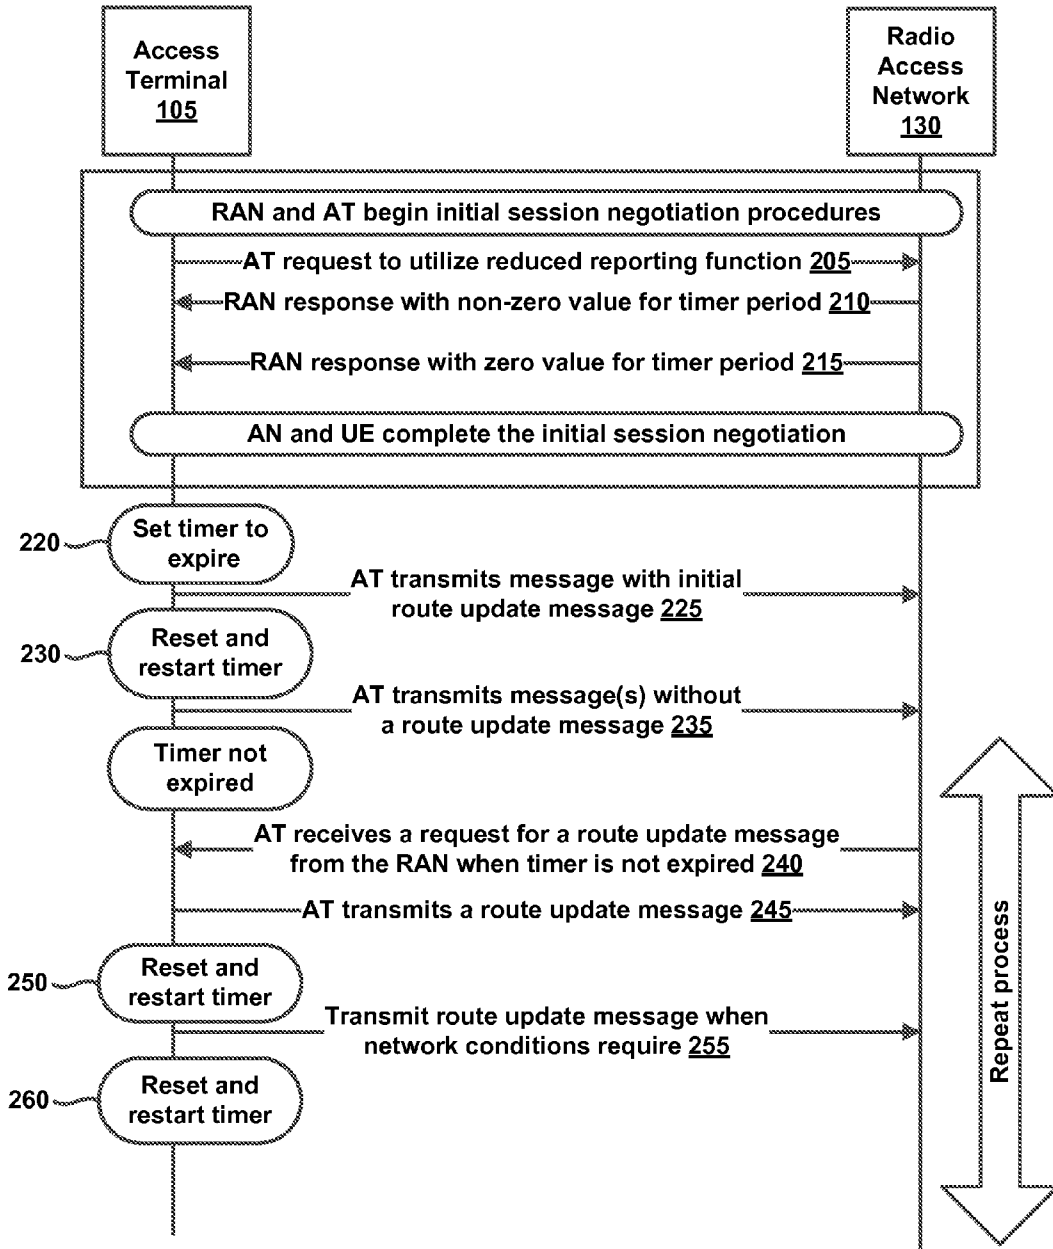 Access
Terminal
105
Radio
Access
Network
130
RAN and AT begin initial session negotiation procedures
AT request to utilize reduced reporting function 205
RAN response with non-zero value for timer period 210
RAN response with zero value for timer period 215
AN and UE complete the initial session negotiation
220
Set timer to
expire
AT transmits message with initial
route update message 225
230
Reset and
restart timer
AT transmits message(s) without
a route update message 235
Timer not
expired
AT receives a request for a route update message
from the RAN when timer is not expired 240
AT transmits a route update message 245
250
Reset and
restart timer
Transmit route update message when
network conditions require 255
260
Reset and
restart timer
Repeat process